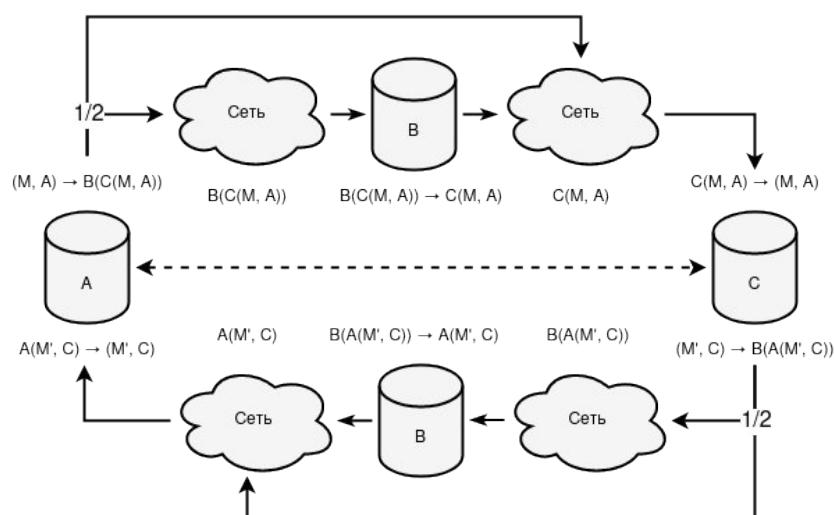 1/2
Сеть
B
Сеть
(M, A) → B(C(M, A))
B(C(M, A))
B(C(M, A)) → C(M, A)
C(M, A)
C(M, A) → (M, A)
A
C
A(M', C) → (M', C)
A(M', C)
B(A(M', C)) → A(M', C)
B(A(M', C))
(M', C) → B(A(M', C))
Сеть
B
Сеть
1/2